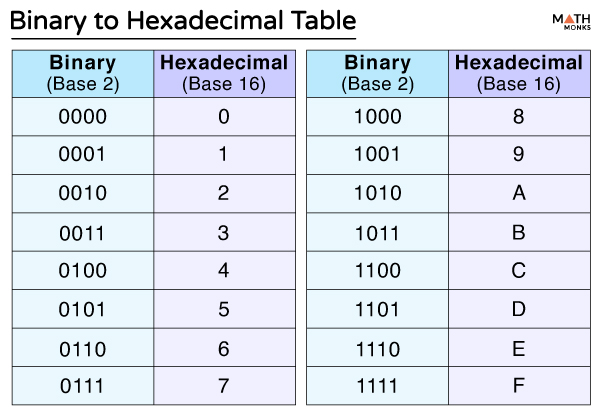 Binary to Hexadecimal Table
MATH
MONKS
Binary Hexadecimal Binary Hexadecimal
(Base 2) (Base 16) (Base 2) (Base 16)
0000 0 1000 8
0001 1 1001 9
0010 2 1010 A
0011 3 1011 B
0100 4 1100 C
0101 5 1101 D
0110 6 1110 E
0111 7 1111 F